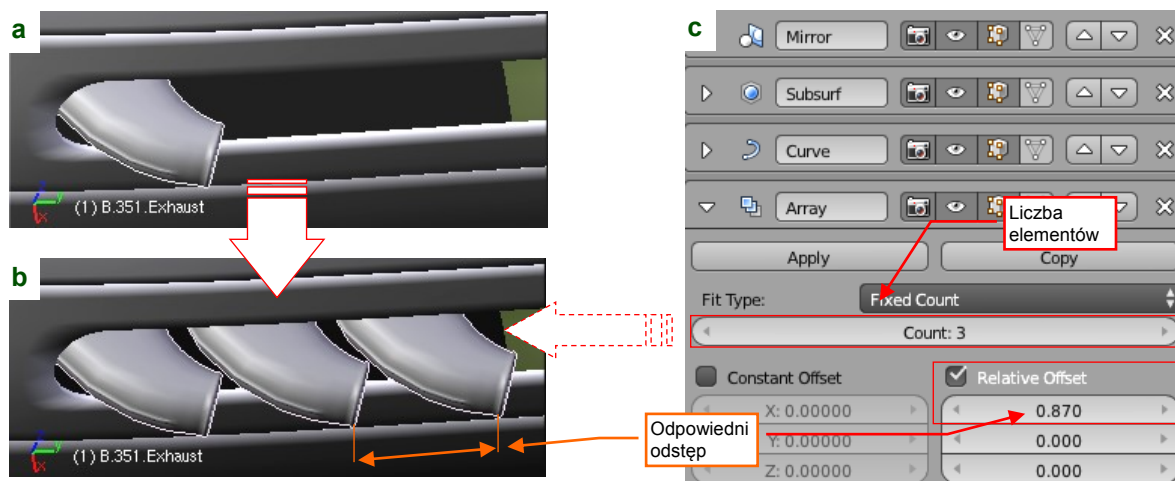 a
(1) B.351.Exhaust
b
(1) B.351.Exhaust
c
Mirror
Subsurf
Curve
Array
Liczba
elementów
Apply
Copy
Fit Type:
Fixed Count
Count: 3
Constant Offset
Relative Offset
X: 0.00000
0.870
Odpowiedni
odstęp
Y: 0.00000
0.000
Z: 0.00000
0.000